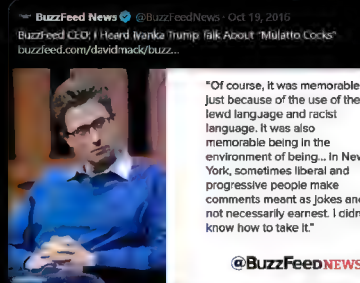 BuzzFeed News @BuzzFeedNews · Oct 19, 2016
BuzzFeed CEO: I Heard Ivanka Trump Talk About "Mulatto Cocks"
buzzfeed.com/davidmack/buzz...
"Of course, it was memorable
just because of the use of the
lewd language and racist
language. It was also
memorable being in the
environment of being... In New
York, sometimes liberal and
progressive people make
comments meant as jokes and
not necessarily earnest. I didn
know how to take it."
@BuzzFeedNEWS